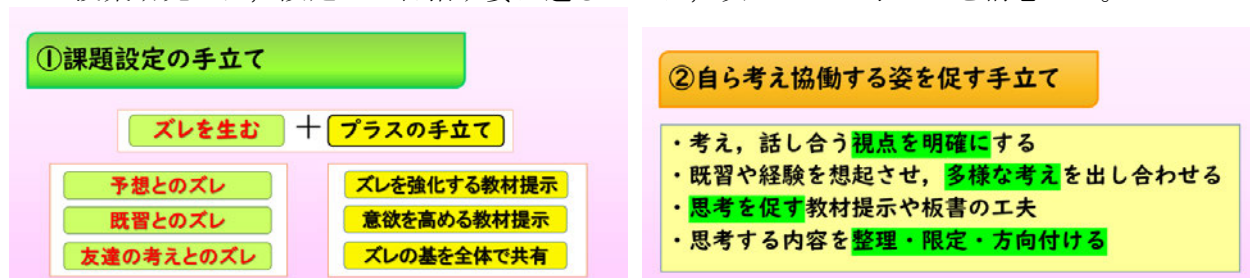 ①課題設定の手立て
ズレを生む＋プラスの手立て
予想とのズレ
既習とのズレ
友達の考えとのズレ
ズレを強化する教材提示
意欲を高める教材提示
ズレの基を全体で共有
②自ら考え協働する姿を促す手立て
・考え，話し合う視点を明確にする
・既習や経験を想起させ，多様な考えを出し合わせる
・思考を促す教材提示や板書の工夫
・思考する内容を整理・限定・方向付ける